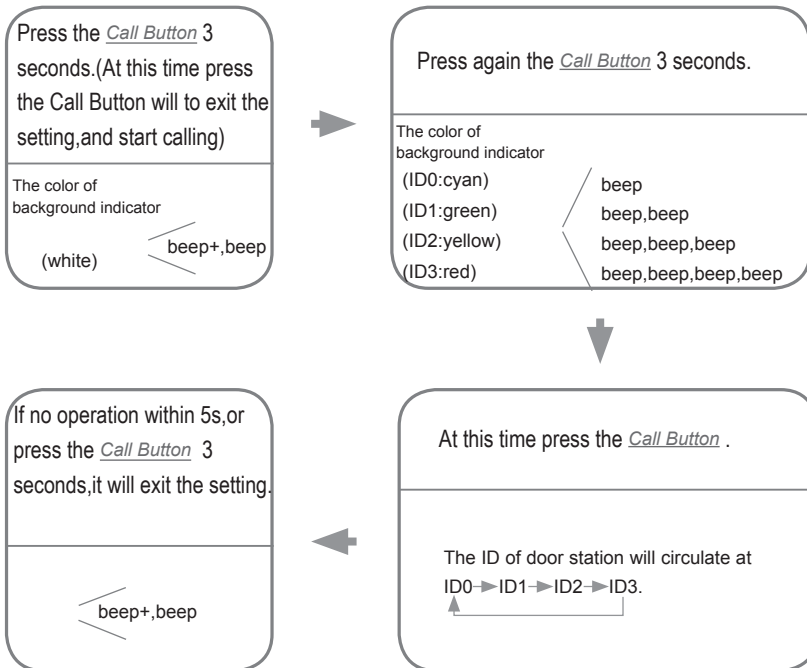 Press the Call Button 3
seconds.(At this time press
the Call Button will to exit the
setting,and start calling)
The color of
background indicator
(white)
beep+,beep
Press again the Call Button 3 seconds.
The color of
background indicator
(ID0:cyan)
beep
(ID1:green)
beep,beep
(ID2:yellow)
beep,beep,beep
(ID3:red)
beep,beep,beep,beep
At this time press the Call Button .
The ID of door station will circulate at
ID0 ID1 ID2 ID3.
If no operation within 5s,or
press the Call Button 3
seconds,it will exit the setting.
beep+,beep